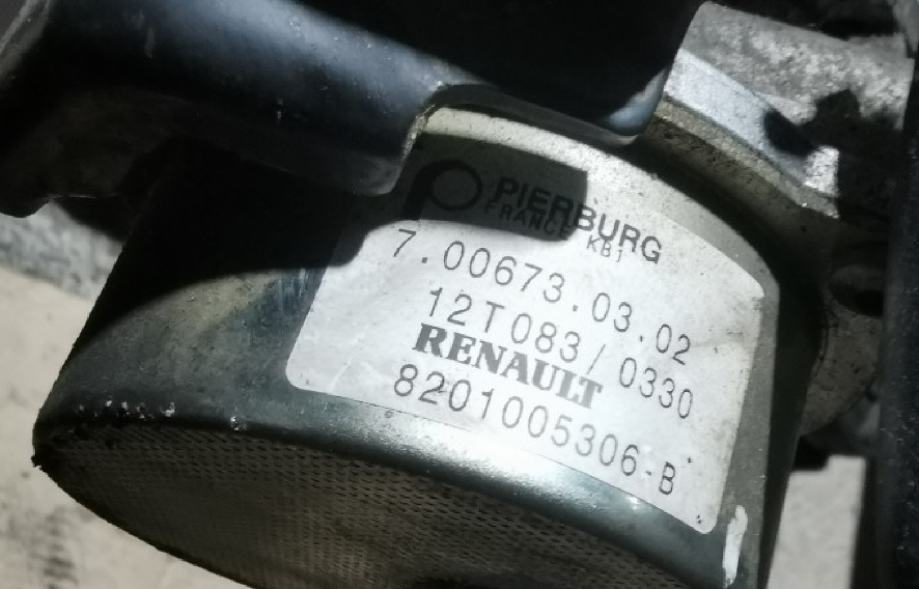 PIERBURG
FRANCE KB1
7.00673.03.02
12T083/0330
RENAULT
8201005306-B